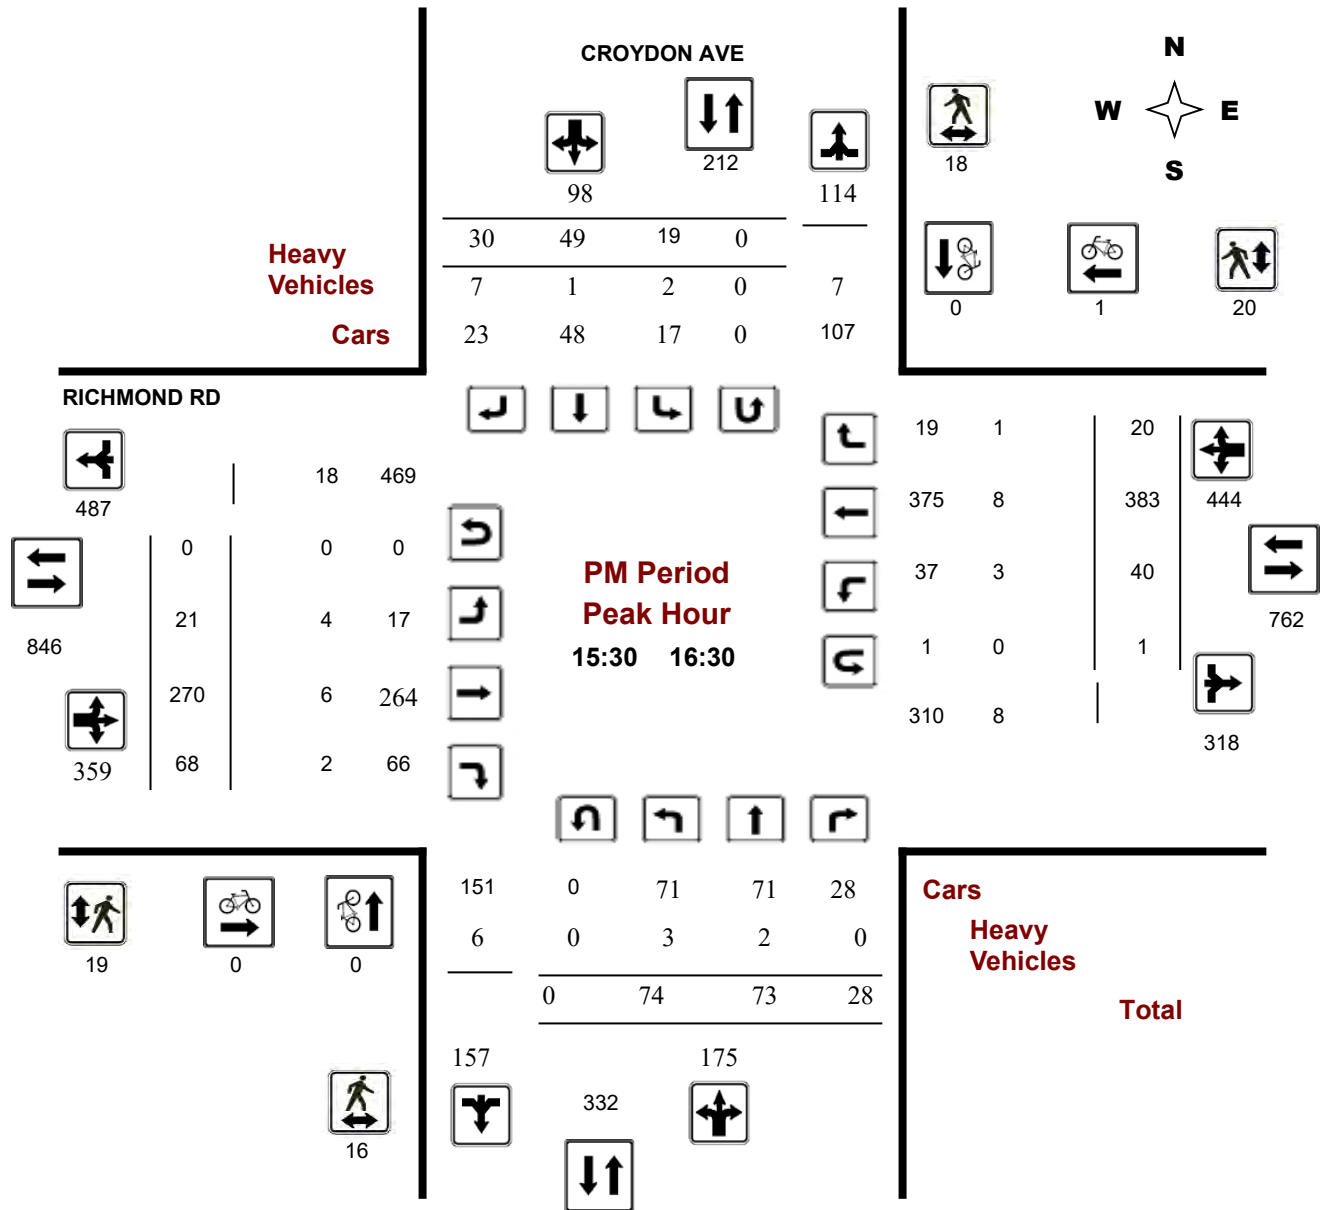 CROYDON AVE
N
W E
S
212
18
98
114
30 49 19 0
Heavy
Vehicles
7 1 2 0 7
0 1 20
Cars
23 48 17 0 107
RICHMOND RD
19 1 20
18 469
487
375 8 383 444
0 0 0
PM Period
Peak Hour
37 3 40
21 4 17
762
846
15:30 16:30
1 0 1
270 6 264
310 8
318
359 68 2 66
151 0 71 71 28
Cars
6 0 3 2 0
Heavy
Vehicles
19 0 0
0 74 73 28
Total
157 175
332
16